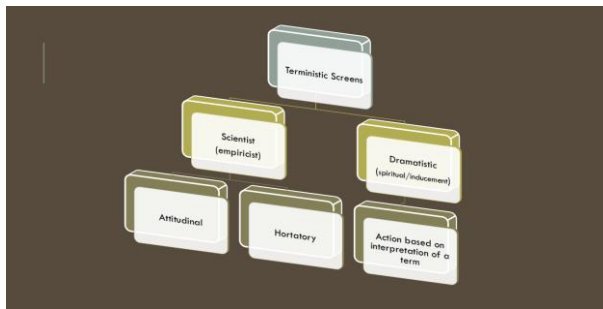 Terministic Screens
Scientist
(empiricist)
Dramatistic
(spiritual/inducement)
Attitudinal
Hortatory
Action based on
interpretation of a
term